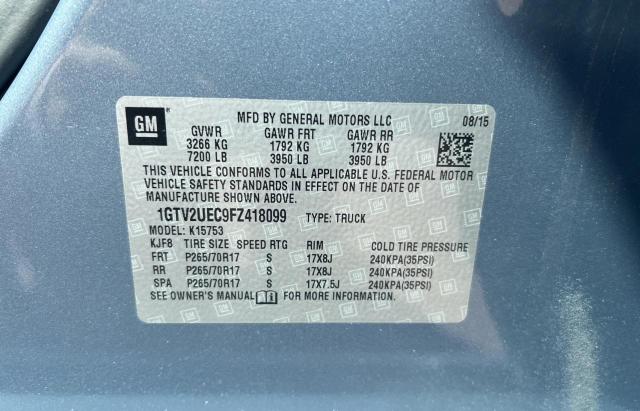 GM
MFD BY GENERAL MOTORS LLC 08/15
GVWR GAWR FRT GAWR RR
3266 KG 1792 KG 1792 KG
7200 LB 3950 LB 3950 LB
THIS VEHICLE CONFORMS TO ALL APPLICABLE U.S. FEDERAL MOTOR
VEHICLE SAFETY STANDARDS IN EFFECT ON THE DATE OF
MANUFACTURE SHOWN ABOVE.
1GTV2UEC9FZ418099 TYPE: TRUCK
MODEL: K15753
KJF8 TIRE SIZE SPEED RTG RIM COLD TIRE PRESSURE
FRT P265/70R17 S 17X8J 240KPA(35PSI)
RR P265/70R17 S 17X8J 240KPA(35PSI)
SPA P265/70R17 S 17X7.5J 240KPA(35PSI)
SEE OWNER'S MANUAL FOR MORE INFORMATION.